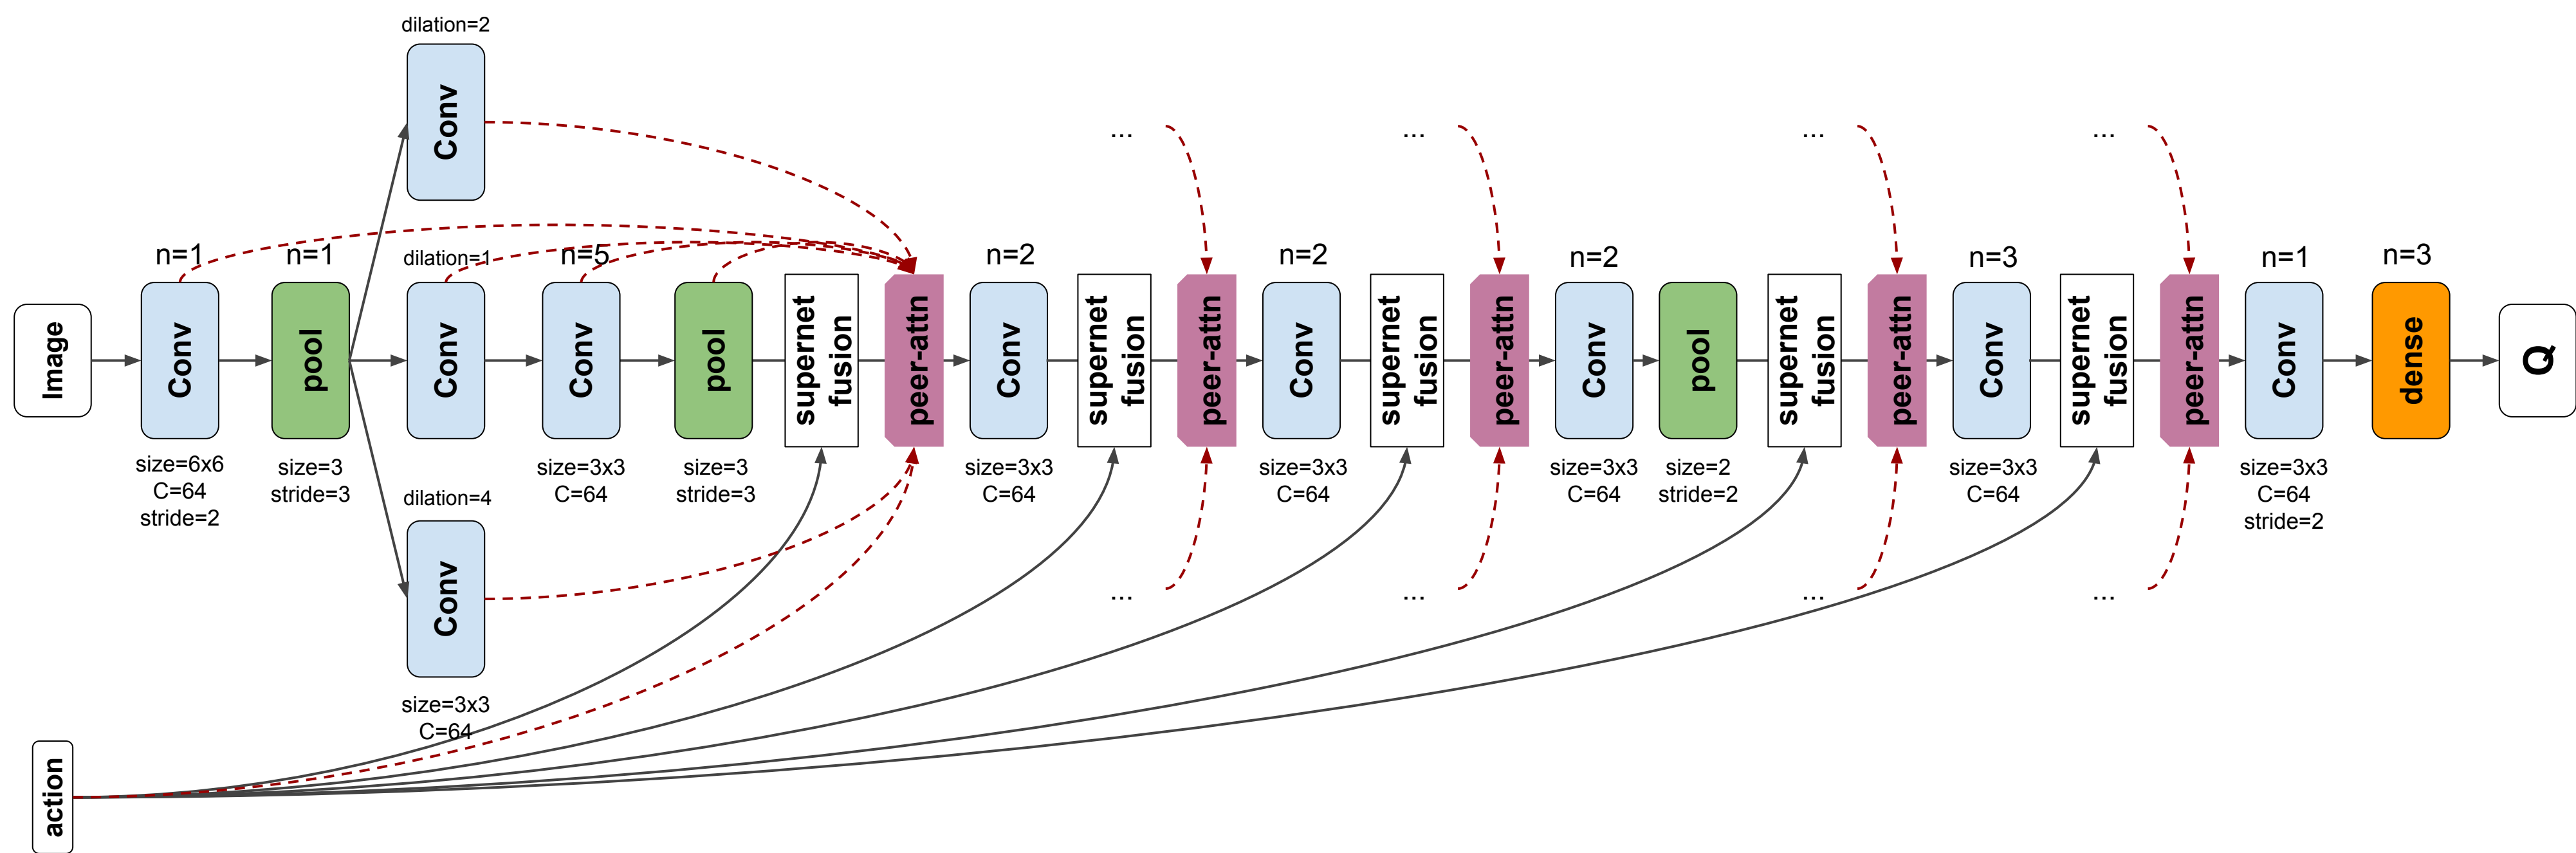 dilation=2
Conv
...
...
...
...
n=1
n=1
dilation=1
n=5
n=2
n=2
n=2
n=3
n=1
n=3
Image
Conv
pool
Conv
Conv
pool
supernet
fusion
peer-attn
Conv
supernet
fusion
peer-attn
Conv
supernet
fusion
peer-attn
Conv
pool
supernet
fusion
peer-attn
Conv
supernet
fusion
peer-attn
Conv
dense
Q
size=6x6
C=64
stride=2
size=3
stride=3
size=3x3
C=64
size=3
stride=3
size=3x3
C=64
size=3x3
C=64
size=3x3
C=64
size=2
stride=2
size=3x3
C=64
size=3x3
C=64
stride=2
dilation=4
Conv
size=3x3
C=64
...
...
...
...
action